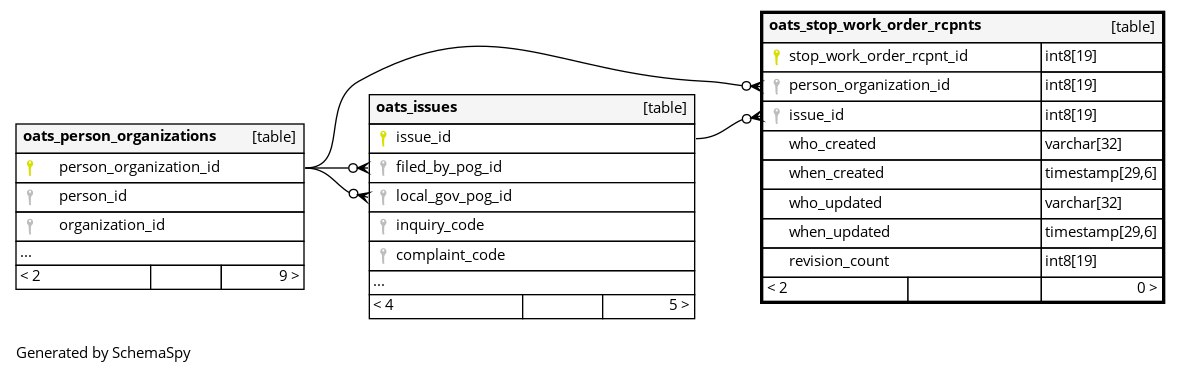 oats_stop_work_order_rcpnts [table]
stop_work_order_rcpnt_id int8[19]
person_organization_id int8[19]
issue_id int8[19]
who_created varchar[32]
when_created timestamp[29,6]
who_updated varchar[32]
when_updated timestamp[29,6]
revision_count int8[19]
< 2 0 >
oats_issues [table]
issue_id
filed_by_pog_id
local_gov_pog_id
inquiry_code
complaint_code
...
< 4 5 >
oats_person_organizations [table]
person_organization_id
person_id
organization_id
...
< 2 9 >
Generated by SchemaSpy